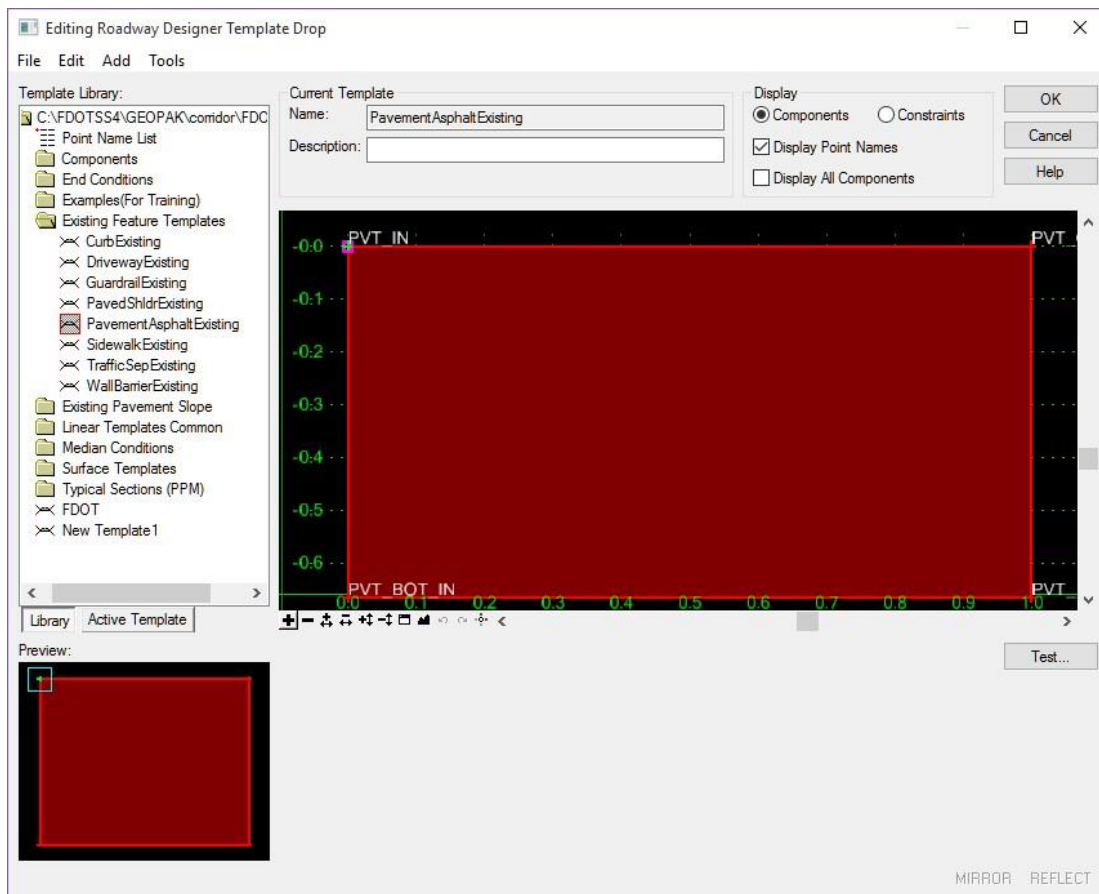 Editing Roadway Designer Template Drop
File Edit Add Tools
Template Library:
C:\FDOTSS4\GEOPAK\corridor\FDO
Point Name List
Components
End Conditions
Examples(For Training)
Existing Feature Templates
CurbExisting
DrivewayExisting
GuardrailExisting
PavedShldrExisting
PavementAsphaltExisting
SidewalkExisting
TrafficSepExisting
WallBarrierExisting
Existing Pavement Slope
Linear Templates Common
Median Conditions
Surface Templates
Typical Sections (PPM)
FDOT
New Template1
Library Active Template
Current Template
Name: PavementAsphaltExisting
Description:
Display
Components Constraints
Display Point Names
Display All Components
OK
Cancel
Help
PVT_IN PVT_
-0.0
-0.1
-0.2
-0.3
-0.4
-0.5
-0.6
PVT_BOT_IN PVT_
0.0 0.1 0.2 0.3 0.4 0.5 0.6 0.7 0.8 0.9 1.0
Preview:
Test...
MIRROR REFLECT